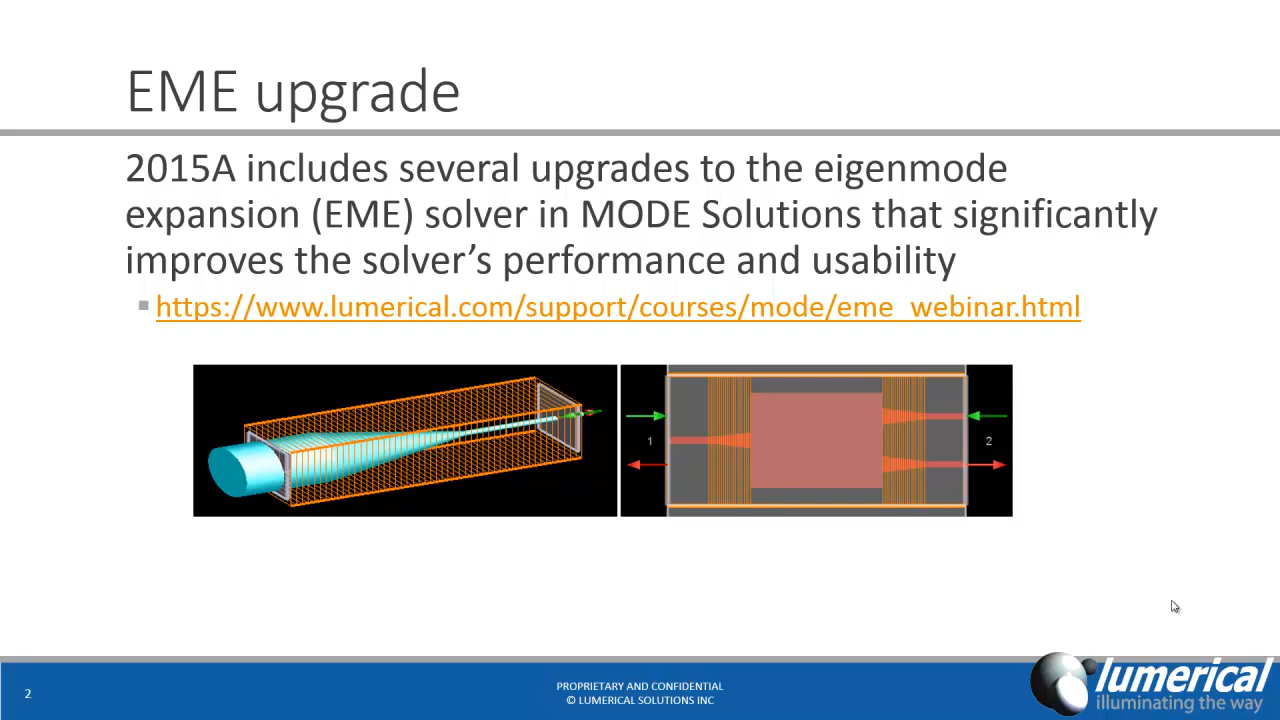 EME upgrade
2015A includes several upgrades to the eigenmode
expansion (EME) solver in MODE Solutions that significantly
improves the solver's performance and usability
https://www.lumerical.com/support/courses/mode/eme_webinar.html
1
2
2
PROPRIETARY AND CONFIDENTIAL
© LUMERICAL SOLUTIONS INC
lumerical
illuminating the way